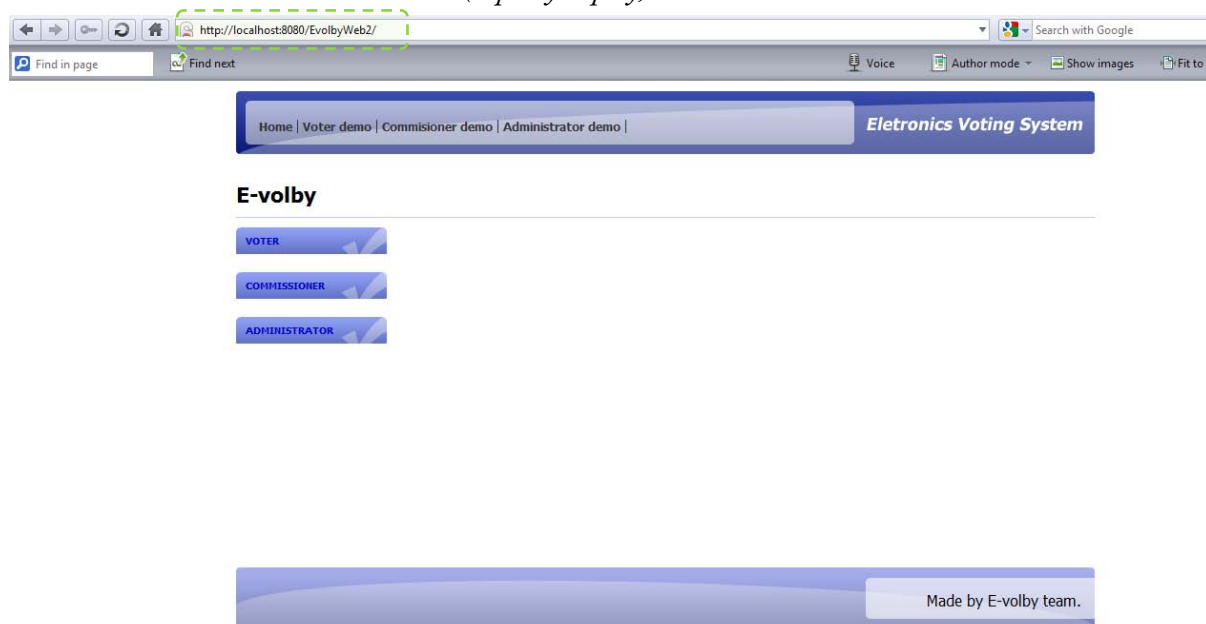 http://localhost:8080/EvolbyWeb2/
Search with Google
Find in page
Find next
Voice
Author mode
Show images
Fit to
Home | Voter demo | Commisioner demo | Administrator demo |
Eletronics Voting System
E-volby
VOTER
COMMISSIONER
ADMINISTRATOR
Made by E-volby team.